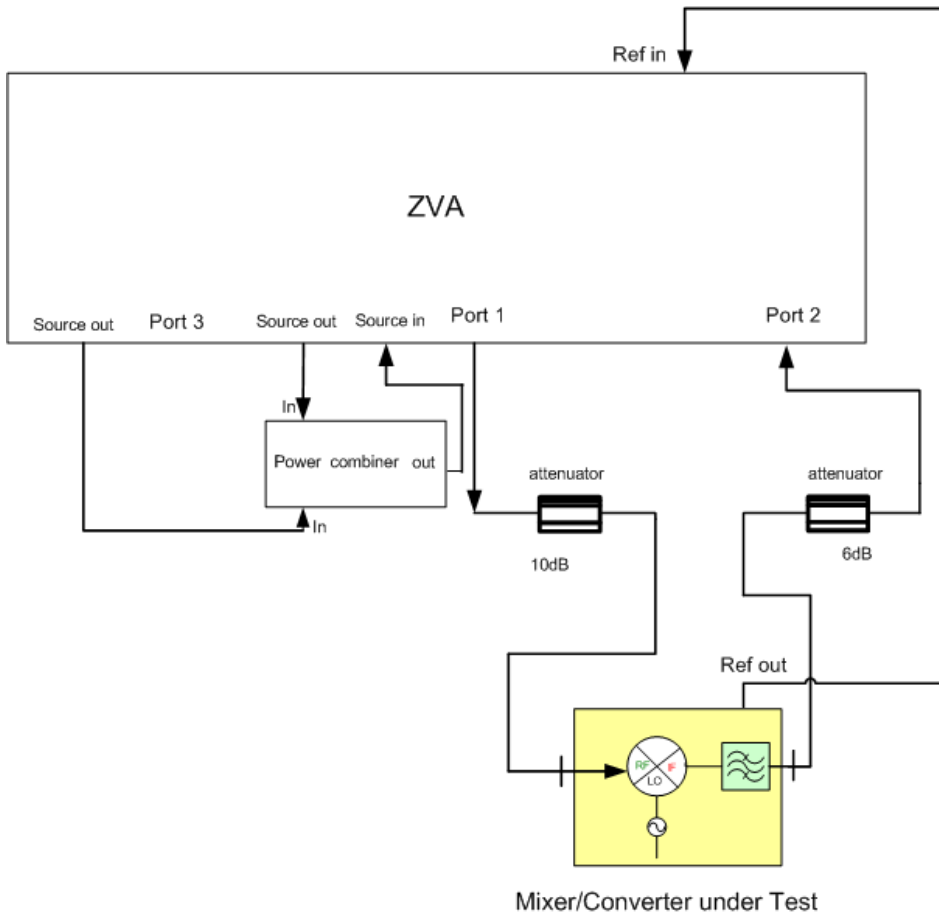 Ref in
ZVA
Source out
Port 3
Source out
Source in
Port 1
Port 2
In
Power combiner out
In
attenuator
10dB
attenuator
6dB
Ref out
RF
IF
LO
Mixer/Converter under Test